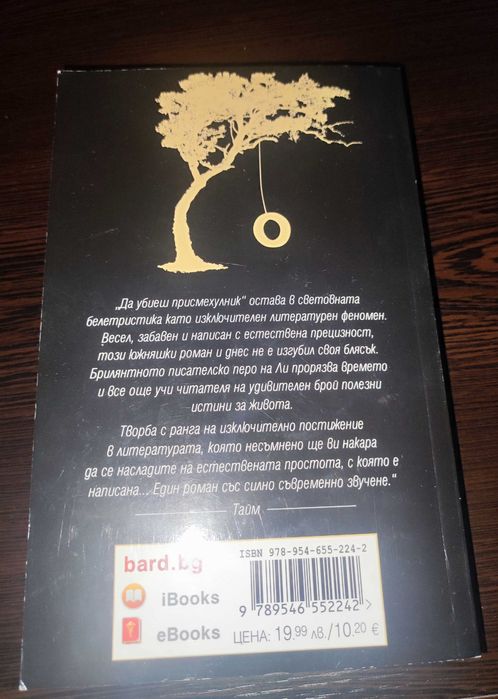 „Да убиеш присмехулник“ остава в световната
белетристика като изключителен литературен феномен.
Весел, забавен и написан с естествена прецизност,
този южняшки роман и днес не е изгубил своя блясък.
Брилянтното писателско перо на Ли прорязва времето
и все още учи читателя на удивителен брой полезни
истини за живота.
Творба с ранга на изключително постижение
в литературата, която несъмнено ще ви накара
да се насладите на естествената простота, с която е
написана... Един роман със силно съвременно звучене.“
Тайм
bard.bg
iBooks
eBooks
ISBN 978-954-655-224-2
9 789546 552242 >
ЦЕНА: 19.99 лв./10.20 €